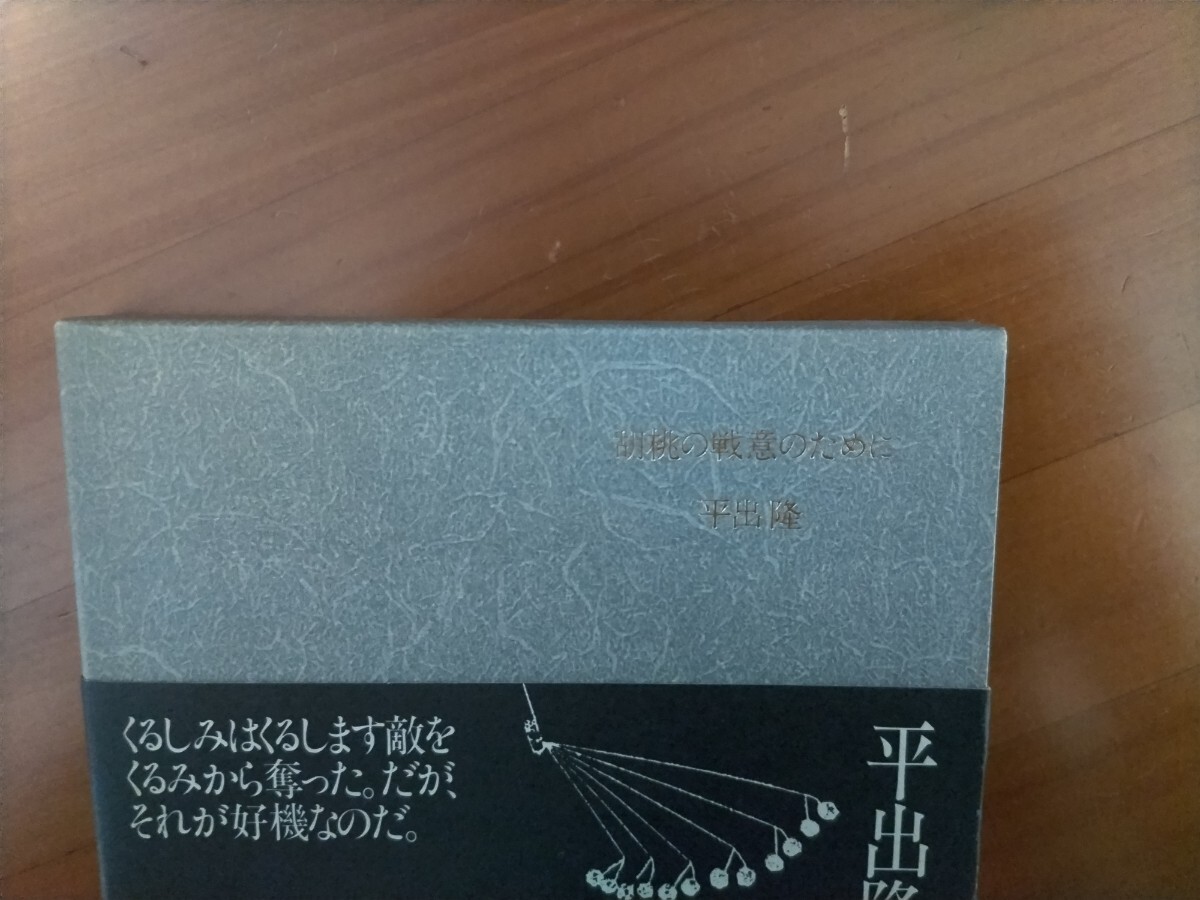 胡桃の戦意のために
平出隆
くるしみはくるします敵を
くるみから奪った。だが、
それが好機なのだ。
平出隆